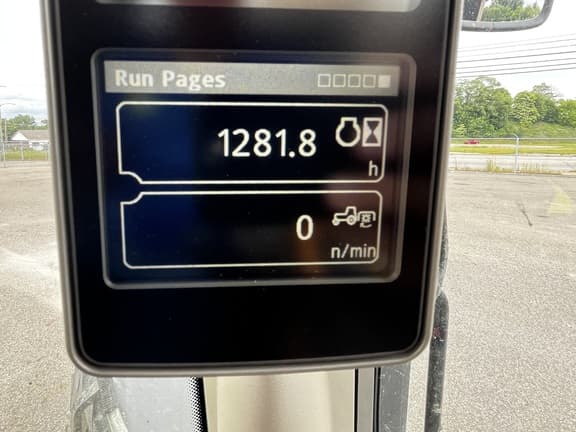 Run Pages
1281.8
h
0
n/min